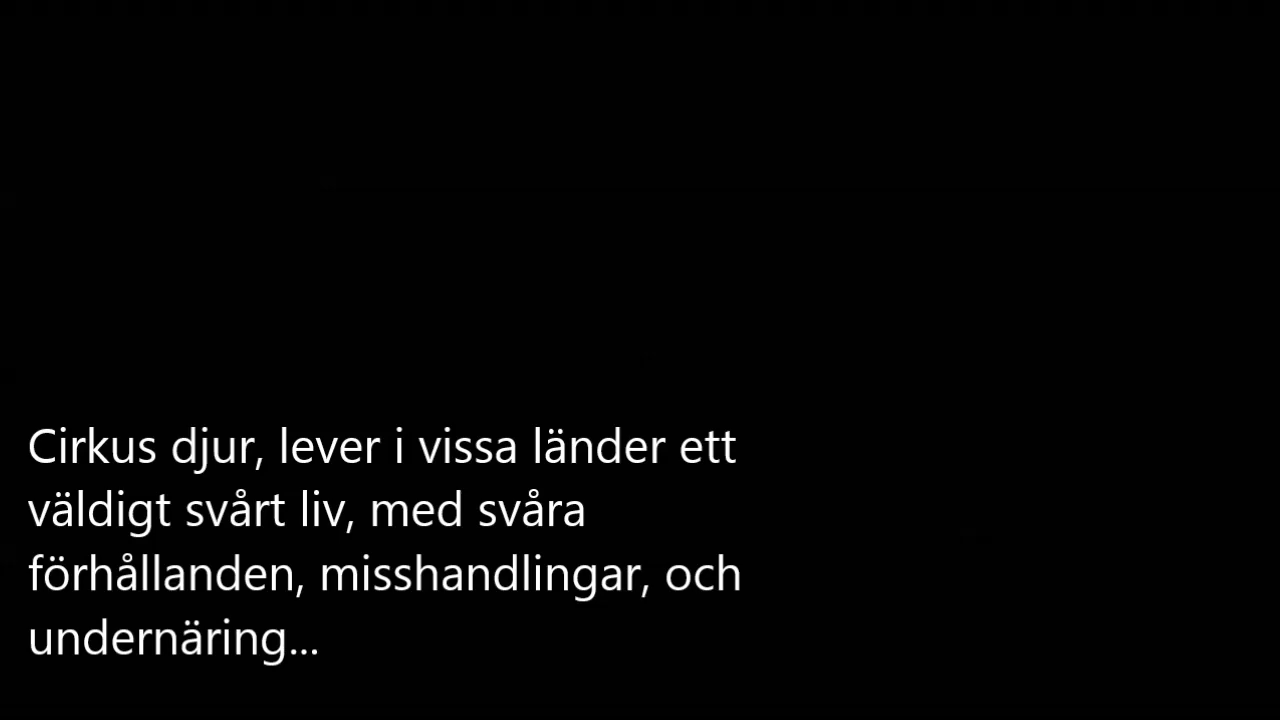 Cirkus djur, lever i vissa länder ett
väldigt svårt liv, med svåra
förhållanden, misshandlingar, och
undernäring...